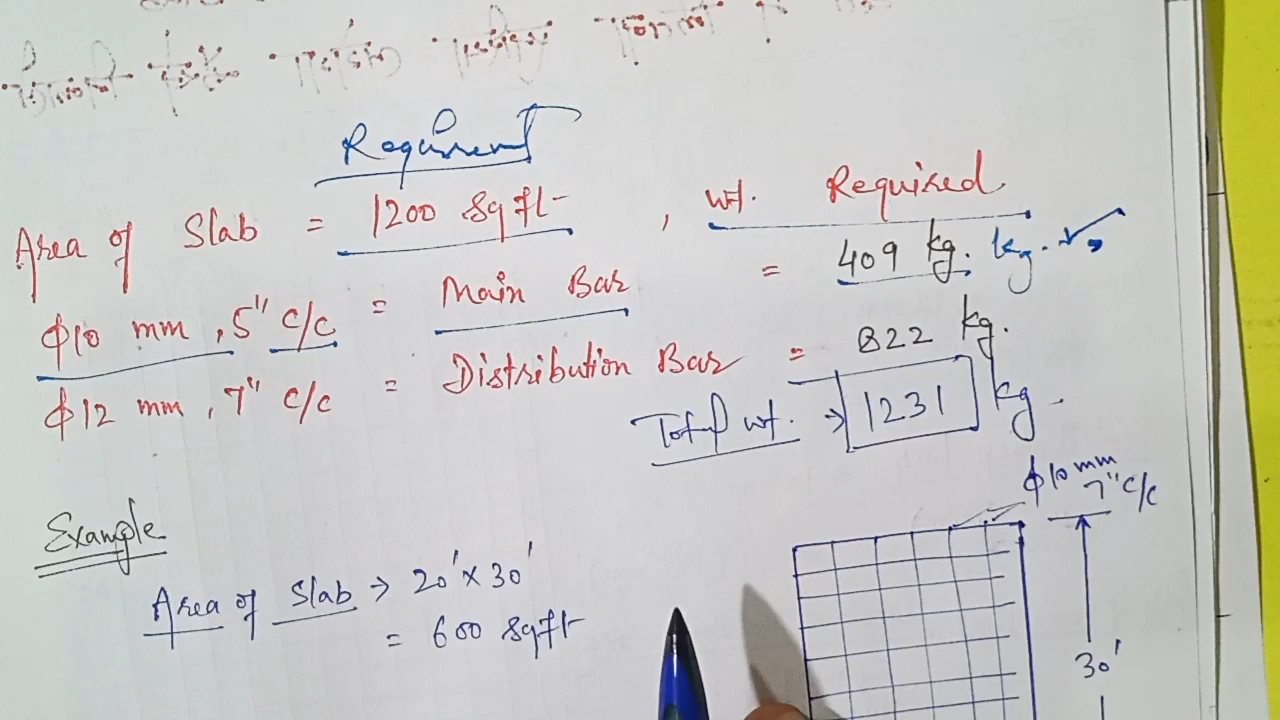 Requirement
Area of Slab = 1200 Sqft , wt. Required
ϕ10 mm, 5" c/c = Main Bar = 409 kg. kg.
ϕ12 mm, 7" c/c = Distribution Bar = 822 kg.
Total wt. → 1231 kg.
ϕ10 mm
7" c/c
Example
Area of Slab → 20' x 30'
= 600 Sqft
30'